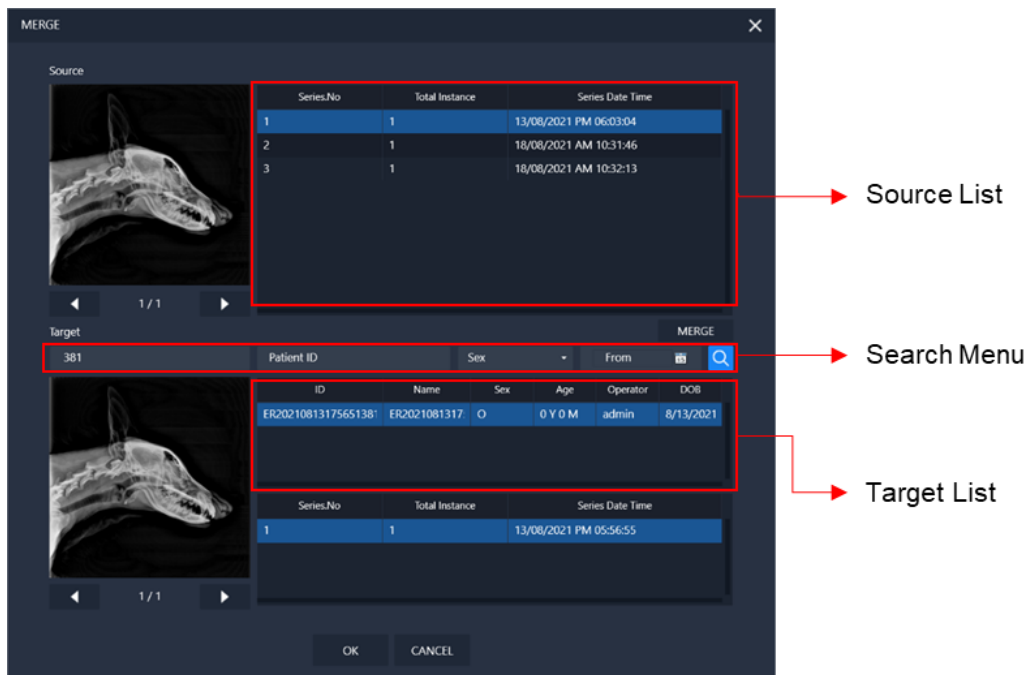 MERGE
Source
Series.No Total Instance Series Date Time
1 1 13/08/2021 PM 06:03:04
2 1 18/08/2021 AM 10:31:46
3 1 18/08/2021 AM 10:32:13
Source List
1 / 1
Target MERGE
381 Patient ID Sex From 15
Search Menu
ID Name Sex Age Operator DOB
ER20210813175651381 ER2021081317 O 0 Y 0 M admin 8/13/2021
Target List
Series.No Total Instance Series Date Time
1 1 13/08/2021 PM 05:56:55
1 / 1
OK CANCEL